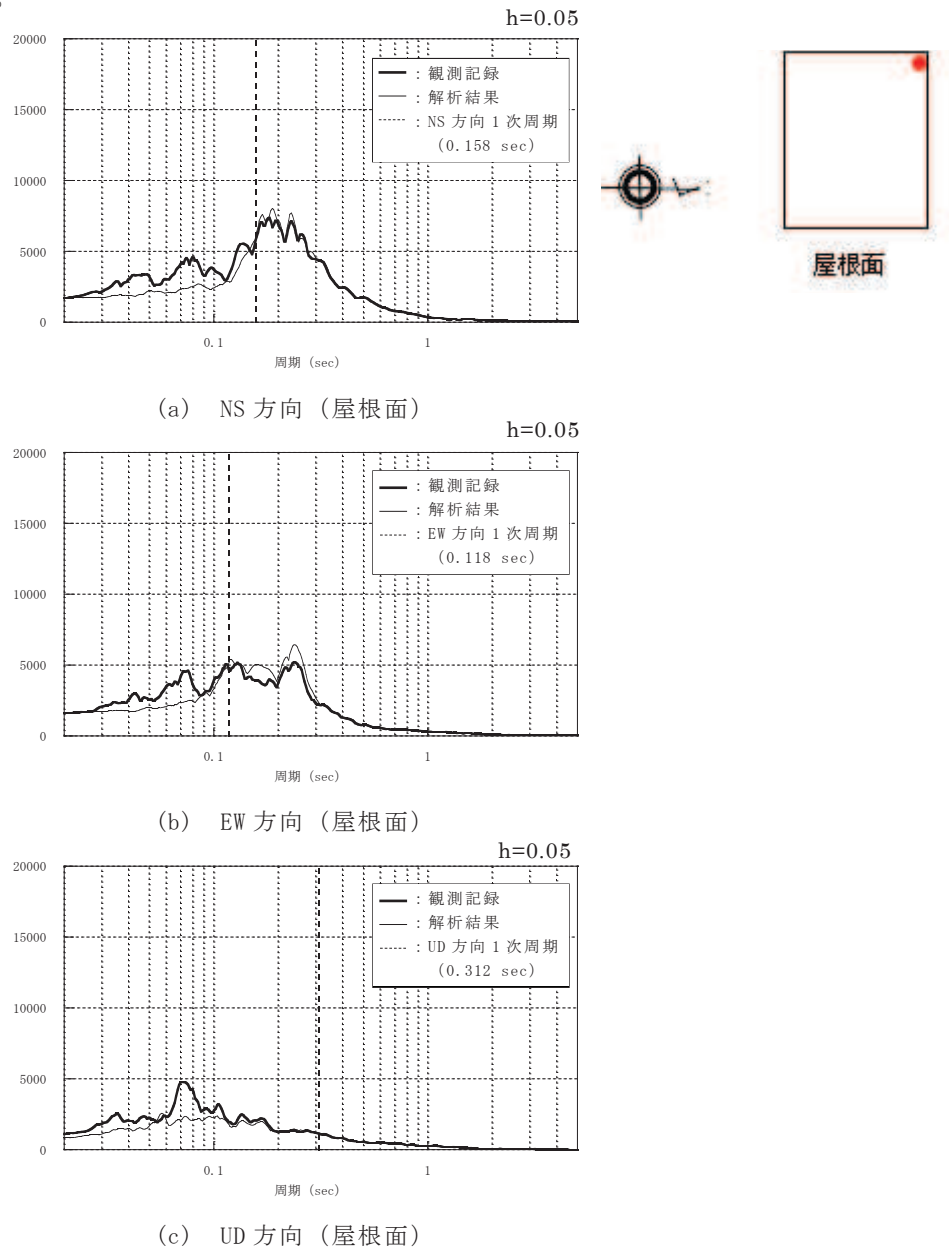 h=0.05
20000
15000
10000
5000
0
0.1
1
周期 (sec)
: 観測記録
: 解析結果
: NS 方向 1 次周期
(0.158 sec)
屋根面
(a) NS 方向 (屋根面)
h=0.05
20000
15000
10000
5000
0
0.1
1
周期 (sec)
: 観測記録
: 解析結果
: EW 方向 1 次周期
(0.118 sec)
(b) EW 方向 (屋根面)
h=0.05
20000
15000
10000
5000
0
0.1
1
周期 (sec)
: 観測記録
: 解析結果
: UD 方向 1 次周期
(0.312 sec)
(c) UD 方向 (屋根面)